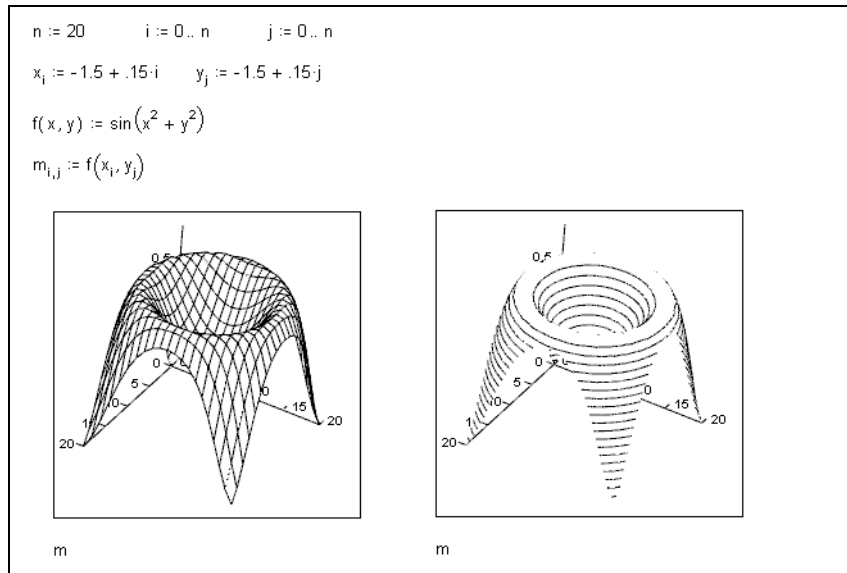 n := 20 i := 0 .. n j := 0 .. n
x_i := -1.5 + .15·i y_j := -1.5 + .15·j
f(x, y) := sin(x² + y²)
m_i,j := f(x_i, y_j)
0.5
0
5
20
0
15
20
m
0.5
0
5
20
0
15
20
m